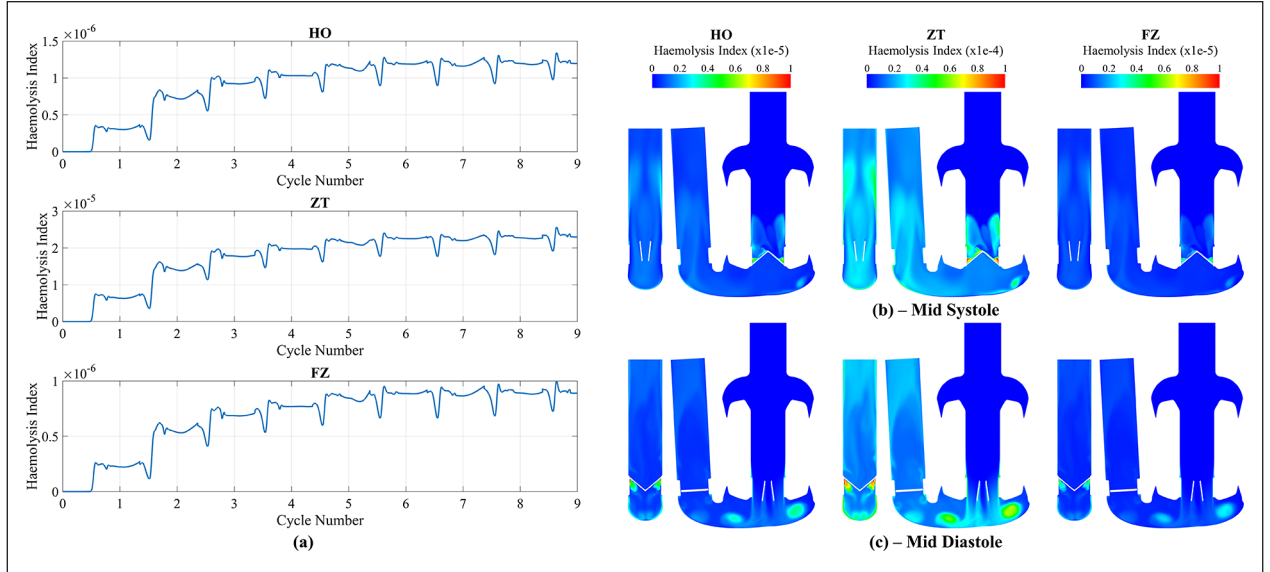 HO
×10^-6
Haemolysis Index
1.5
1
0.5
0
0 1 2 3 4 5 6 7 8 9
Cycle Number
ZT
×10^-5
Haemolysis Index
3
2
1
0
0 1 2 3 4 5 6 7 8 9
Cycle Number
FZ
×10^-6
Haemolysis Index
1
0.5
0
0 1 2 3 4 5 6 7 8 9
Cycle Number
(a)
HO
Haemolysis Index (x1e-5)
0 0.2 0.4 0.6 0.8 1
ZT
Haemolysis Index (x1e-4)
0 0.2 0.4 0.6 0.8 1
FZ
Haemolysis Index (x1e-5)
0 0.2 0.4 0.6 0.8 1
(b) – Mid Systole
(c) – Mid Diastole